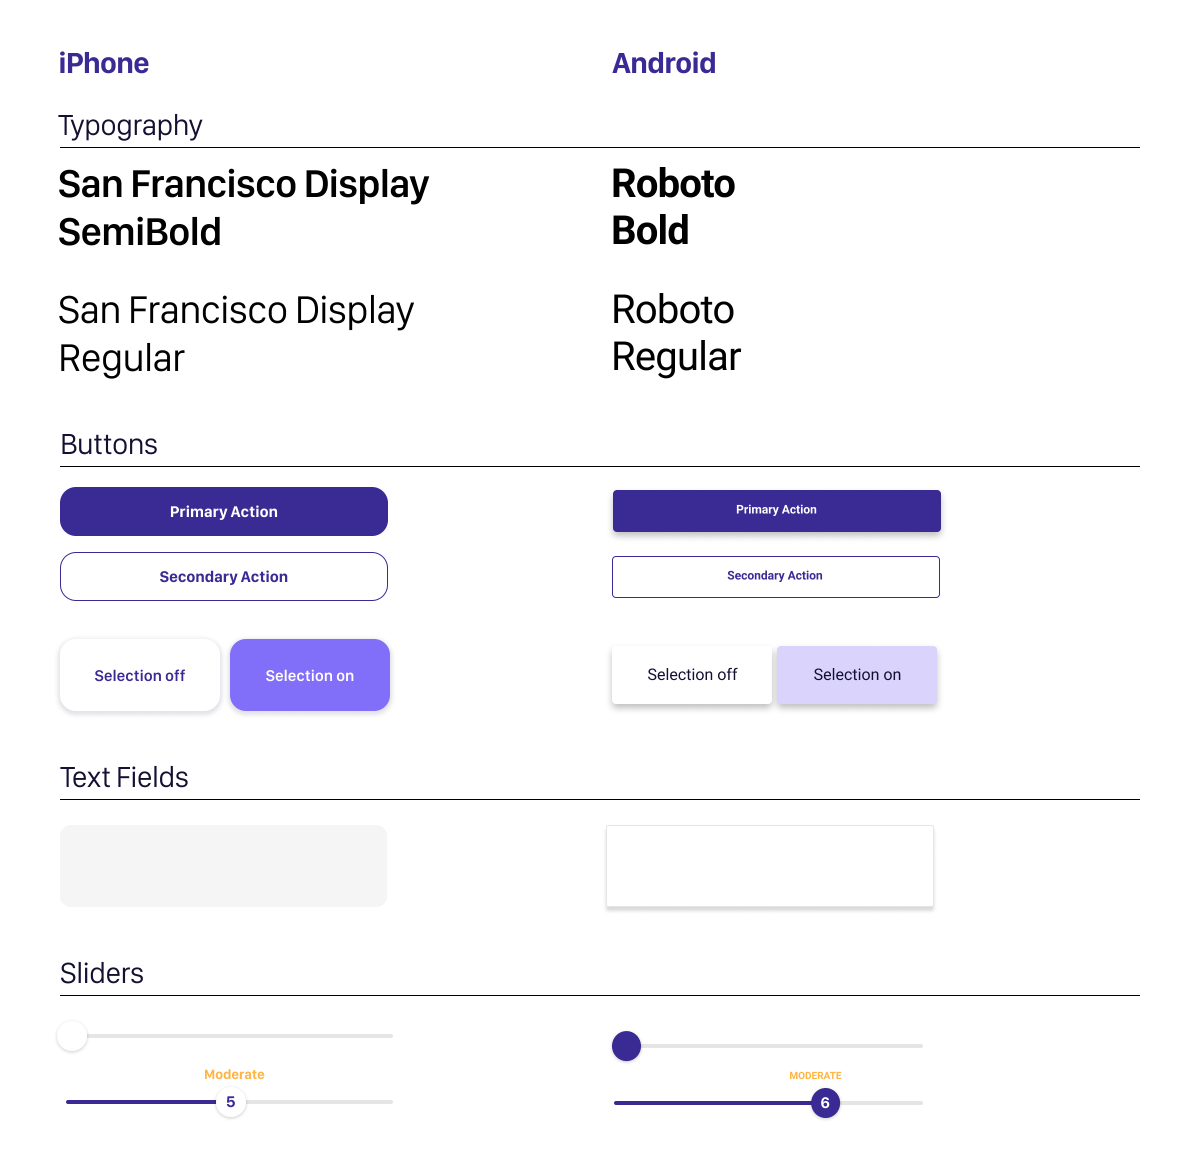 iPhone
Android
Typography
San Francisco Display
SemiBold
Roboto
Bold
San Francisco Display
Regular
Roboto
Regular
Buttons
Primary Action
Primary Action
Secondary Action
Secondary Action
Selection off
Selection on
Selection off
Selection on
Text Fields
Sliders
Moderate
5
MODERATE
6